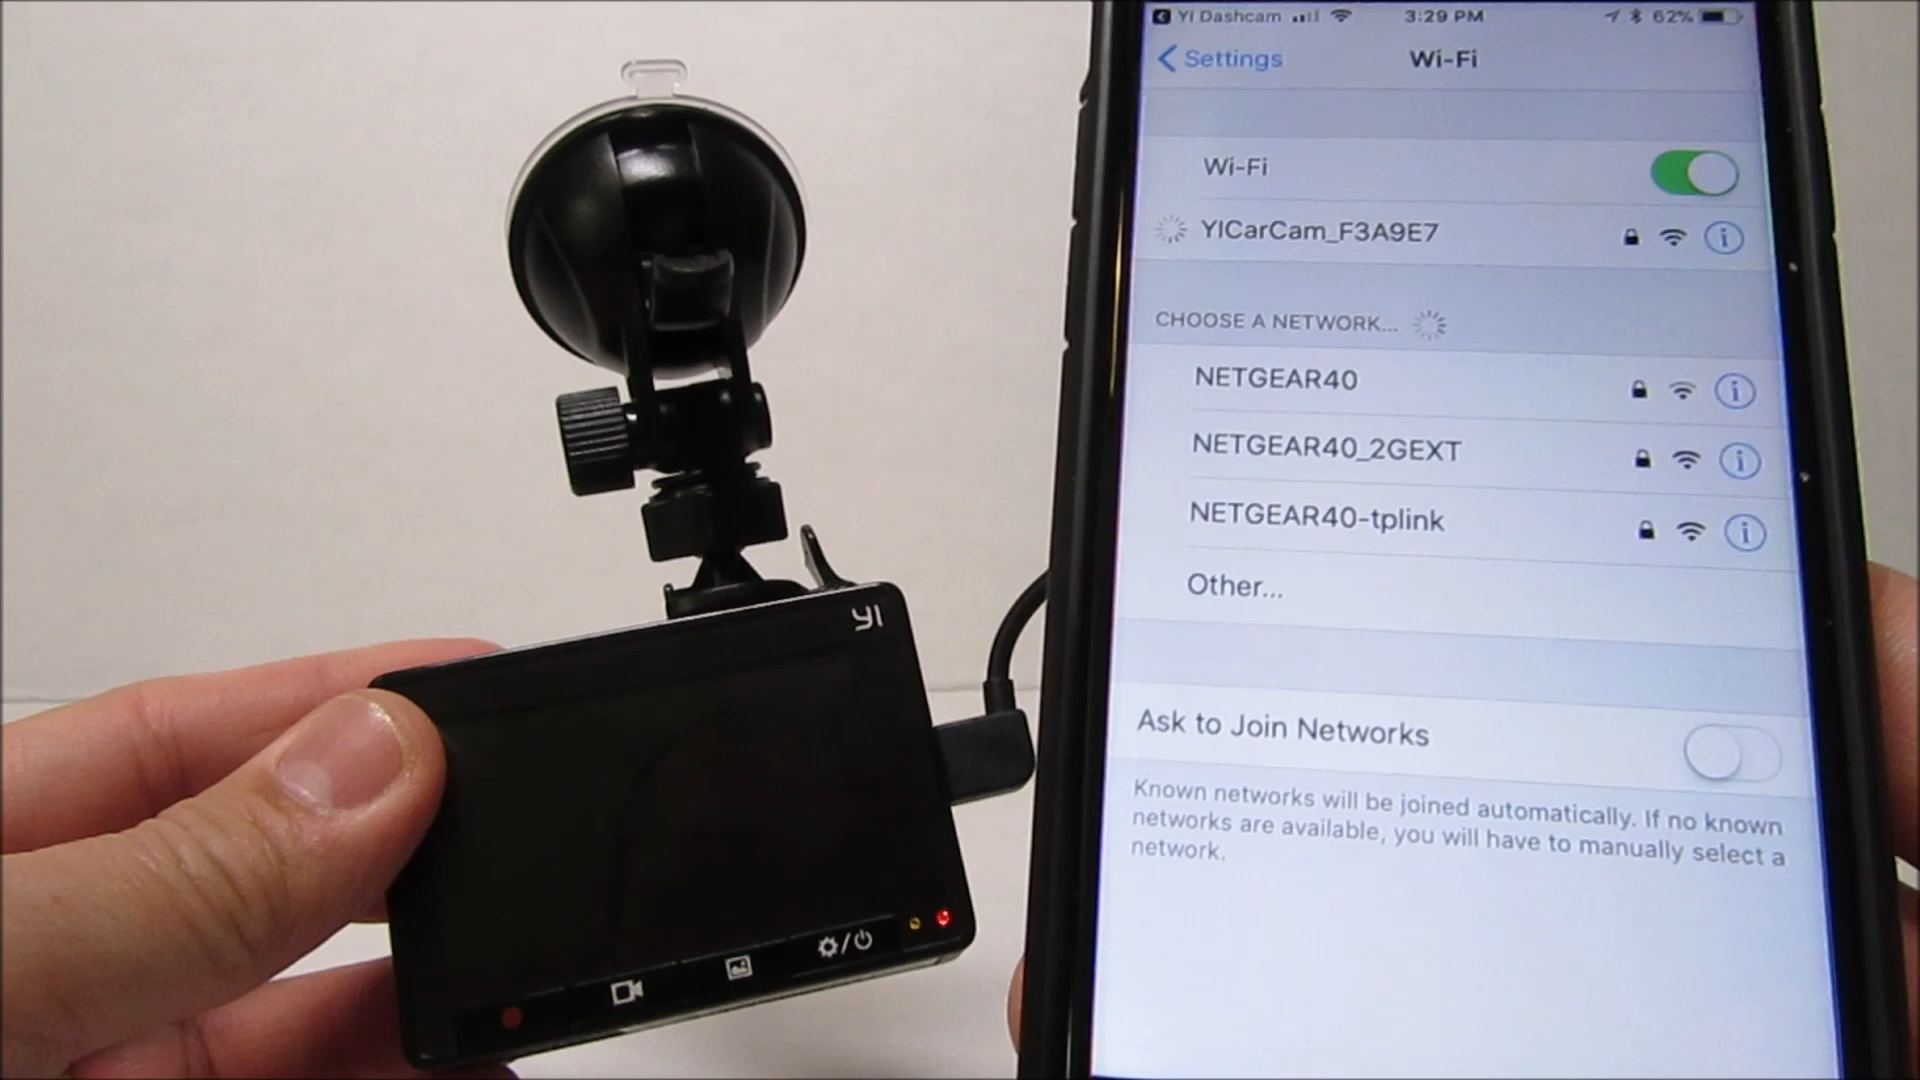 YI Dashcam 3:29 PM 62%
Settings Wi-Fi
Wi-Fi
YICarCam_F3A9E7
CHOOSE A NETWORK...
NETGEAR40
NETGEAR40_2GEXT
NETGEAR40-tplink
Other...
Ask to Join Networks
Known networks will be joined automatically. If no known
networks are available, you will have to manually select a
network.
YI